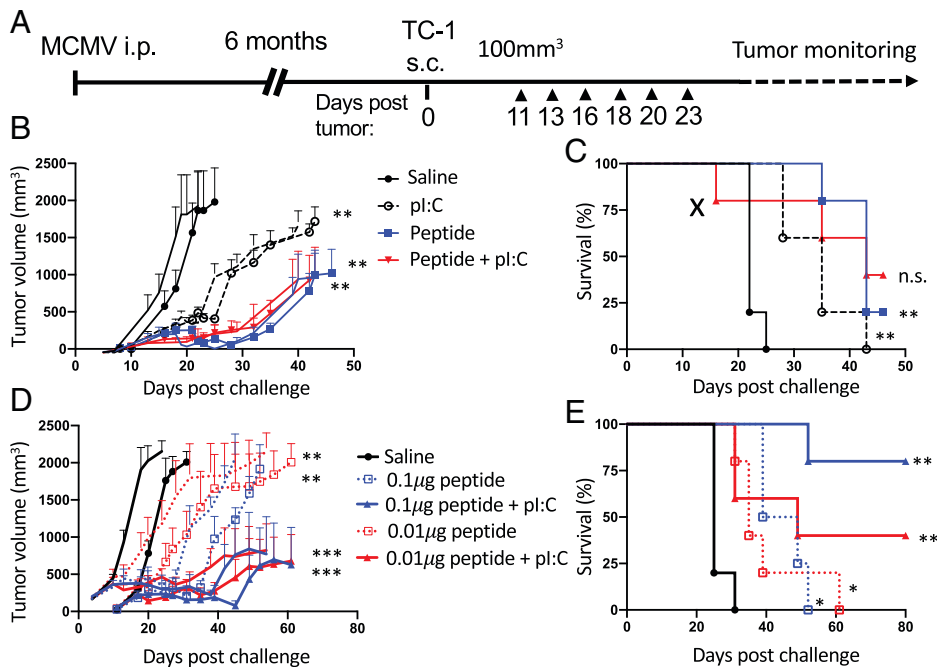 A
MCMV i.p.
6 months
TC-1
s.c.
100mm³
Tumor monitoring
Days post
tumor:
0
11 13 16 18 20 23
B
Tumor volume (mm³)
2500
2000
1500
1000
500
0
0 10 20 30 40 50
Days post challenge
Saline
pI:C
Peptide
Peptide + pI:C
**
**
**
C
Survival (%)
100
50
0
0 10 20 30 40 50
Days post challenge
X
n.s.
**
**
D
Tumor volume (mm³)
2500
2000
1500
1000
500
0
0 20 40 60 80
Days post challenge
**
**
***
***
Saline
0.1µg peptide
0.1µg peptide + pI:C
0.01µg peptide
0.01µg peptide + pI:C
E
Survival (%)
100
50
0
0 20 40 60 80
Days post challenge
**
**
*
*